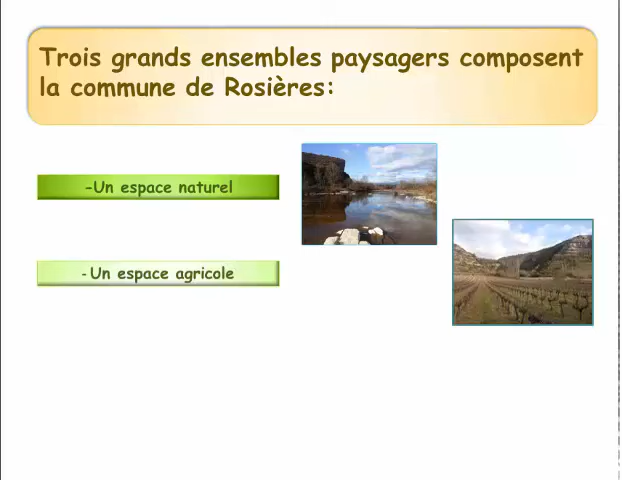 Trois grands ensembles paysagers composent
la commune de Rosières:
-Un espace naturel
- Un espace agricole